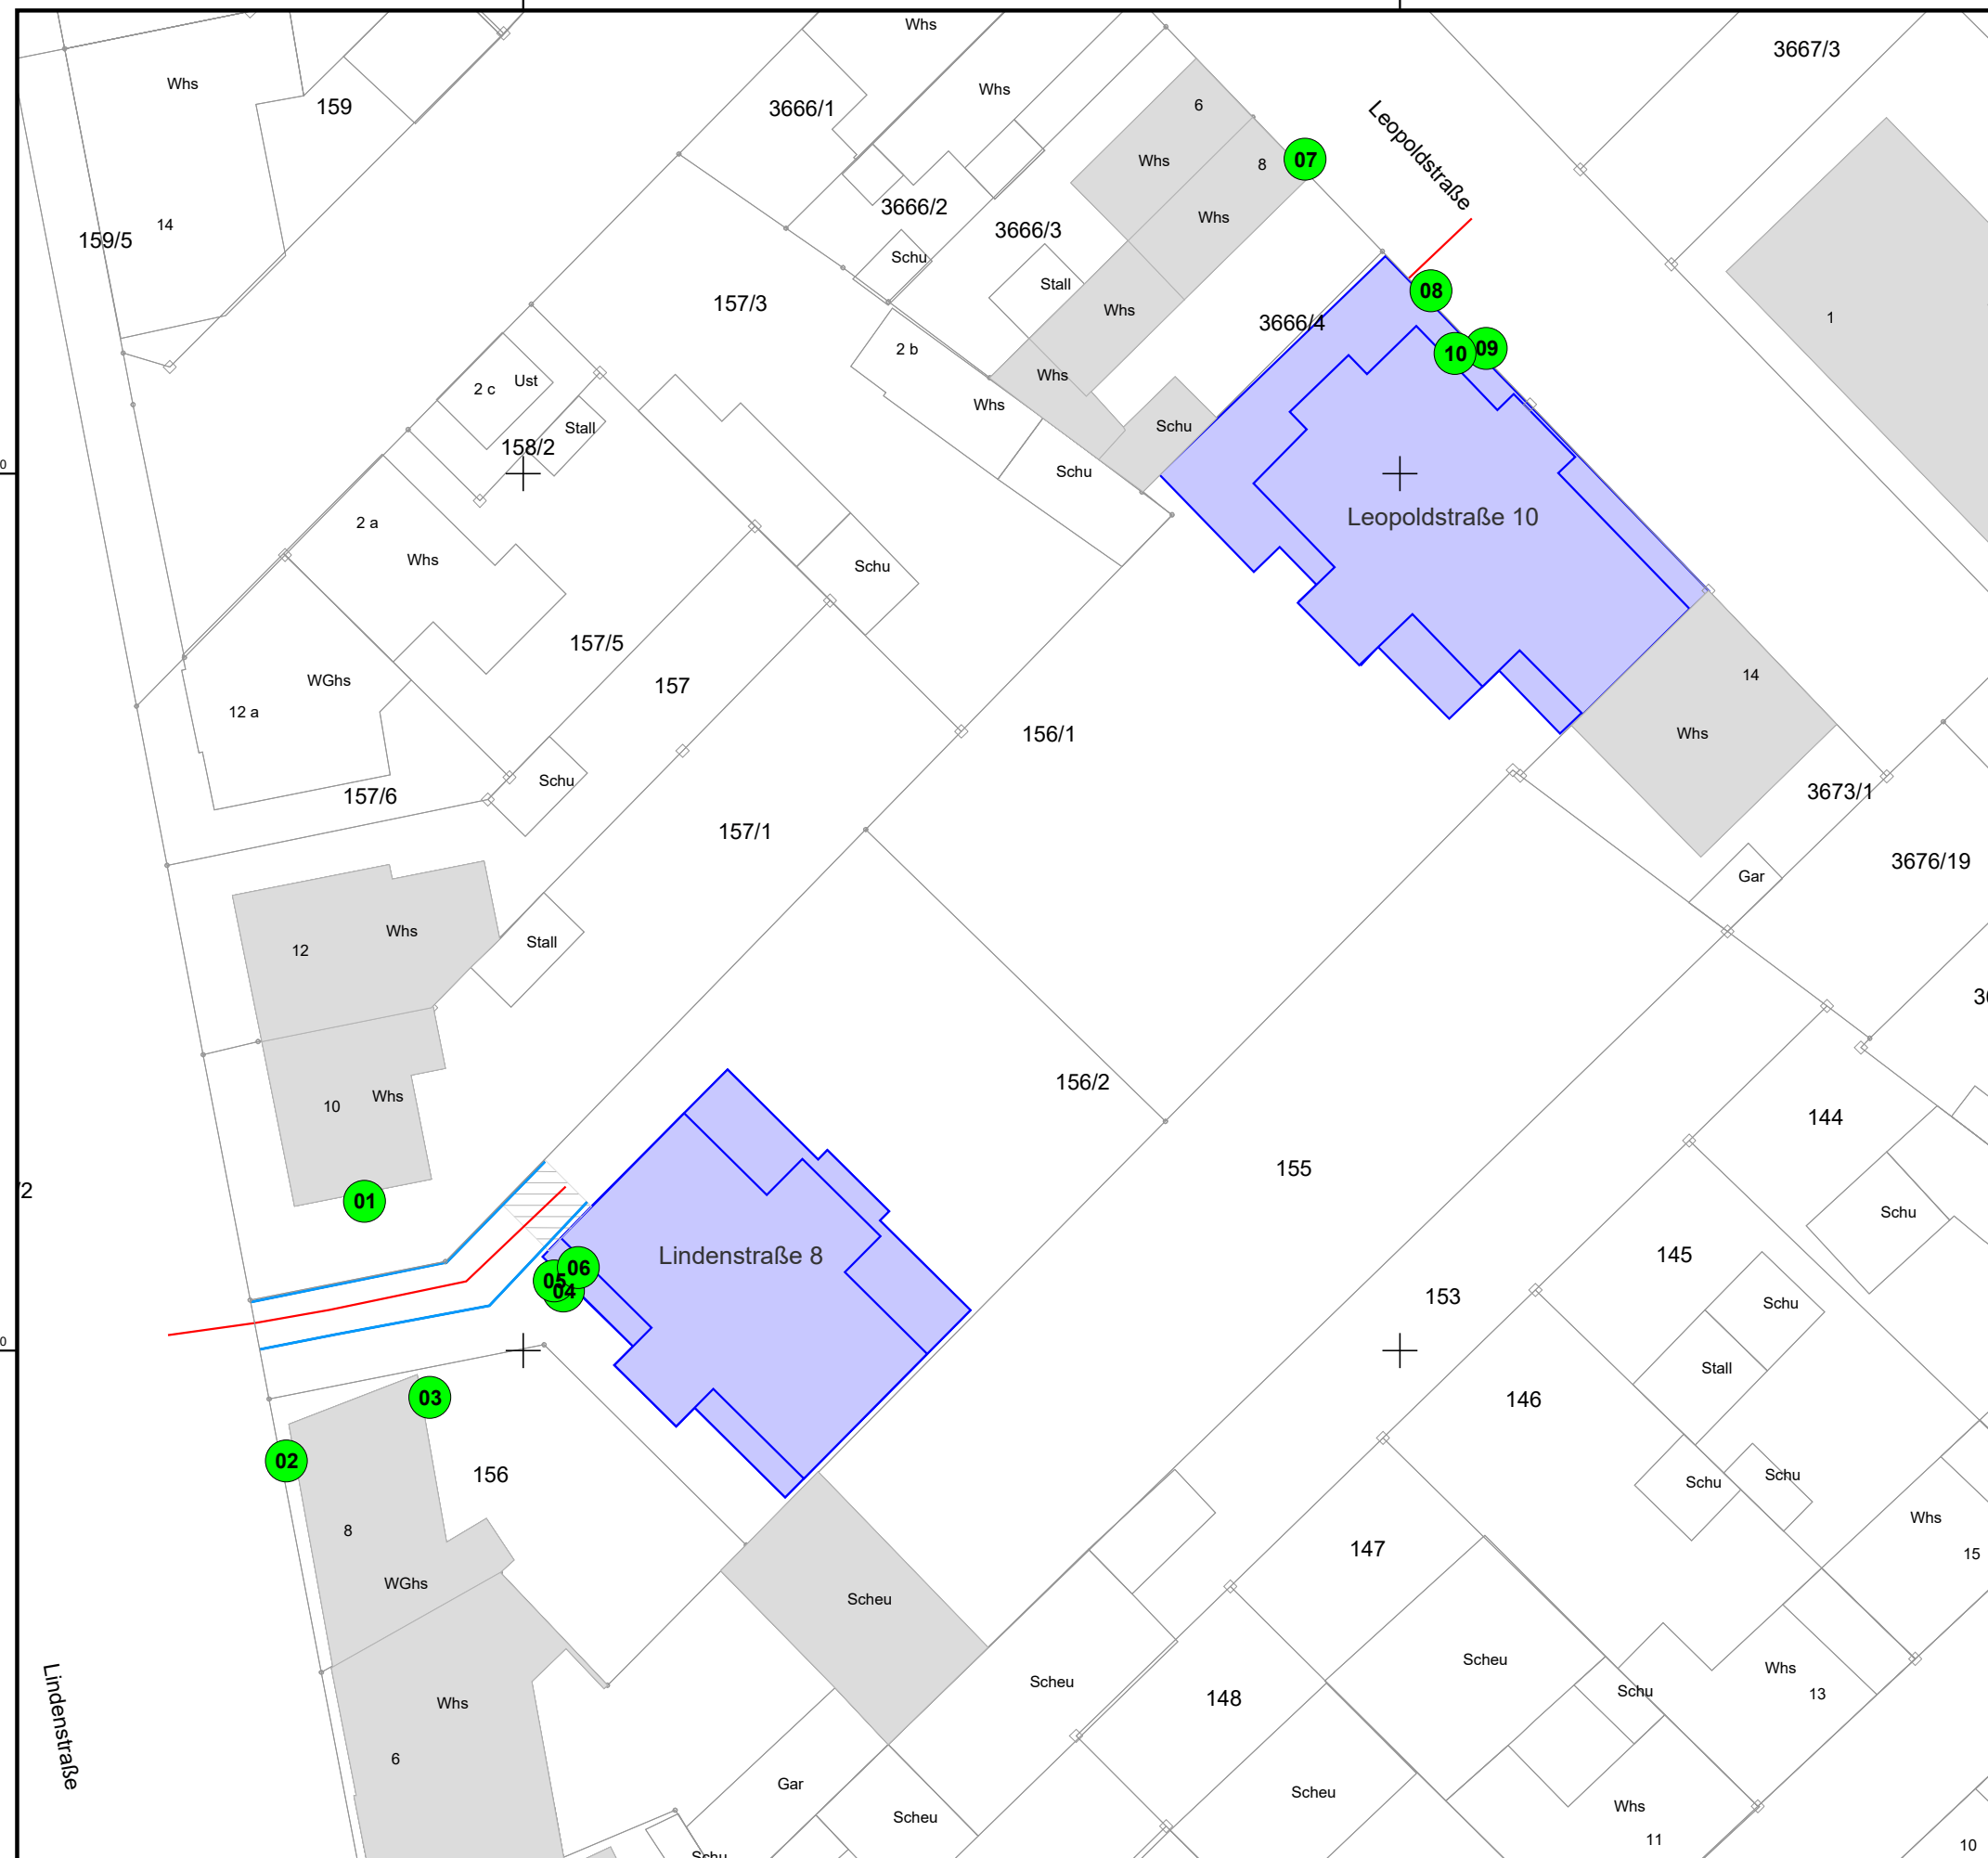 Whs
3667/3
Whs
159
3666/1
Whs
6
Leopoldstraße
Whs
8
07
3666/2
Whs
14
3666/3
159/5
Schu
Stall
08
157/3
Whs
3666/4
1
2 b
09
10
2 c
Ust
Whs
Whs
Stall
Schu
158/2
0
Schu
2 a
Leopoldstraße 10
Whs
Schu
157/5
WGhs
157
14
12 a
156/1
Whs
Schu
157/6
3673/1
157/1
3676/19
Gar
Whs
Stall
12
156/2
Whs
10
144
155
/2
01
Schu
Lindenstraße 8
145
06
05
04
153
Schu
0
Stall
03
146
02
156
Schu
Schu
Whs
8
147
15
WGhs
Scheu
Scheu
Whs
Scheu
Schu
13
148
Whs
Lindenstraße
6
Gar
Scheu
Whs
Scheu
11
10
Schu